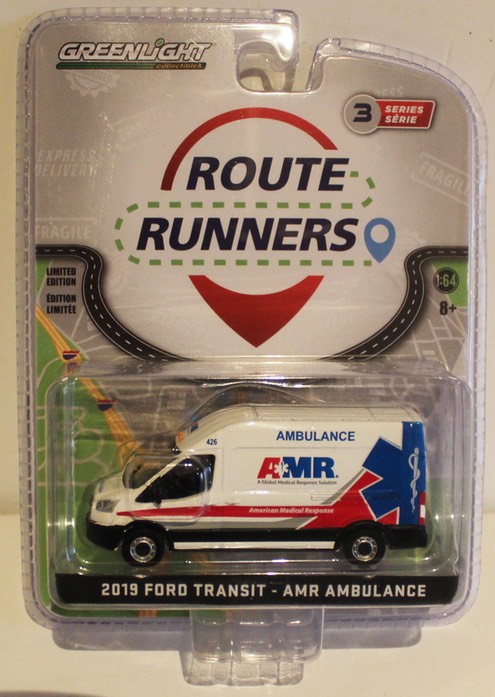 GREENLIGHT
collectibles
3 SERIES
SÉRIE
EXPRESS
DELIVERY
FRAGILE
FRAGILE
ROUTE
RUNNERS
LIMITED
EDITION
ÉDITION
LIMITÉE
1:64
8+
426
AMBULANCE
AMR
A Global Medical Response Solution
American Medical Response
2019 FORD TRANSIT - AMR AMBULANCE